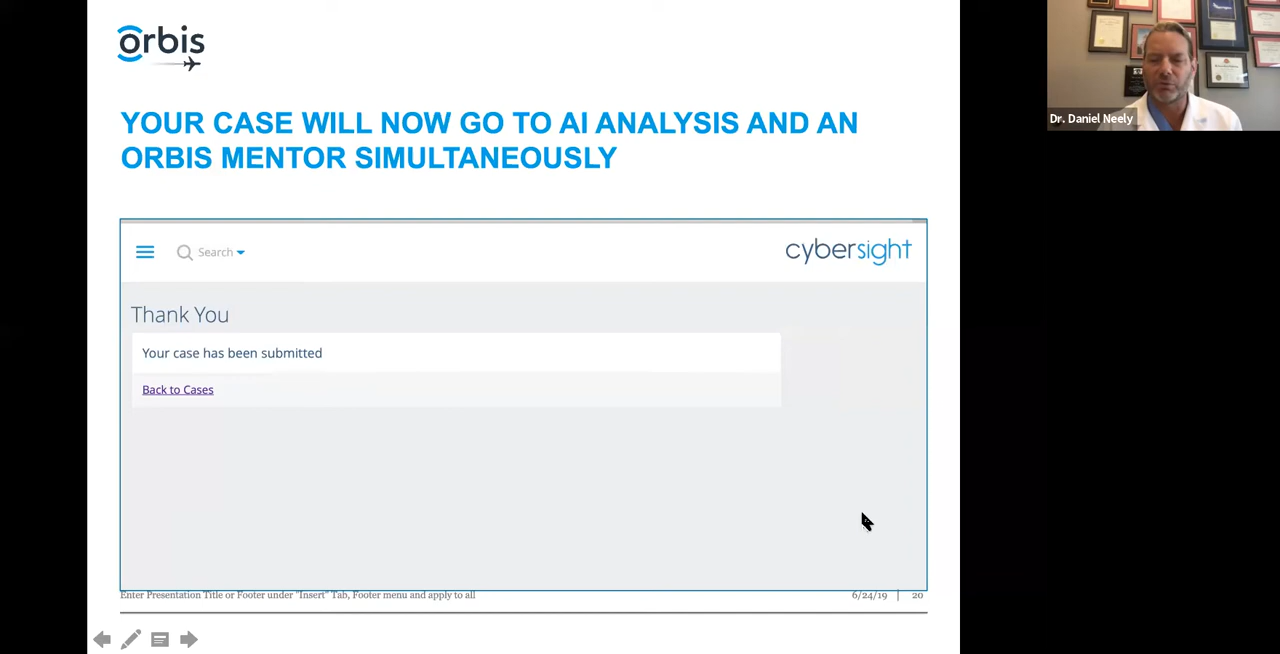 orbis
Dr. Daniel Neely
YOUR CASE WILL NOW GO TO AI ANALYSIS AND AN
ORBIS MENTOR SIMULTANEOUSLY
Search
cybersight
Thank You
Your case has been submitted
Back to Cases
Enter Presentation Title or Footer under "Insert" Tab, Footer menu and apply to all
6/24/19 | 20